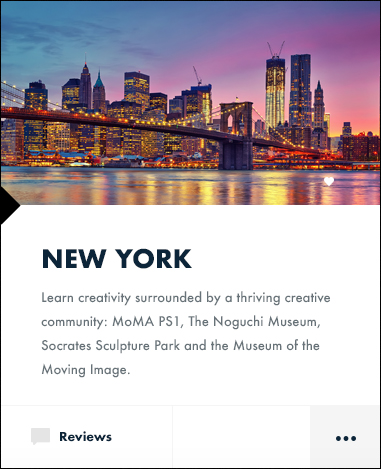 NEW YORK
Learn creativity surrounded by a thriving creative
community: MoMA PS1, The Noguchi Museum,
Socrates Sculpture Park and the Museum of the
Moving Image.
Reviews